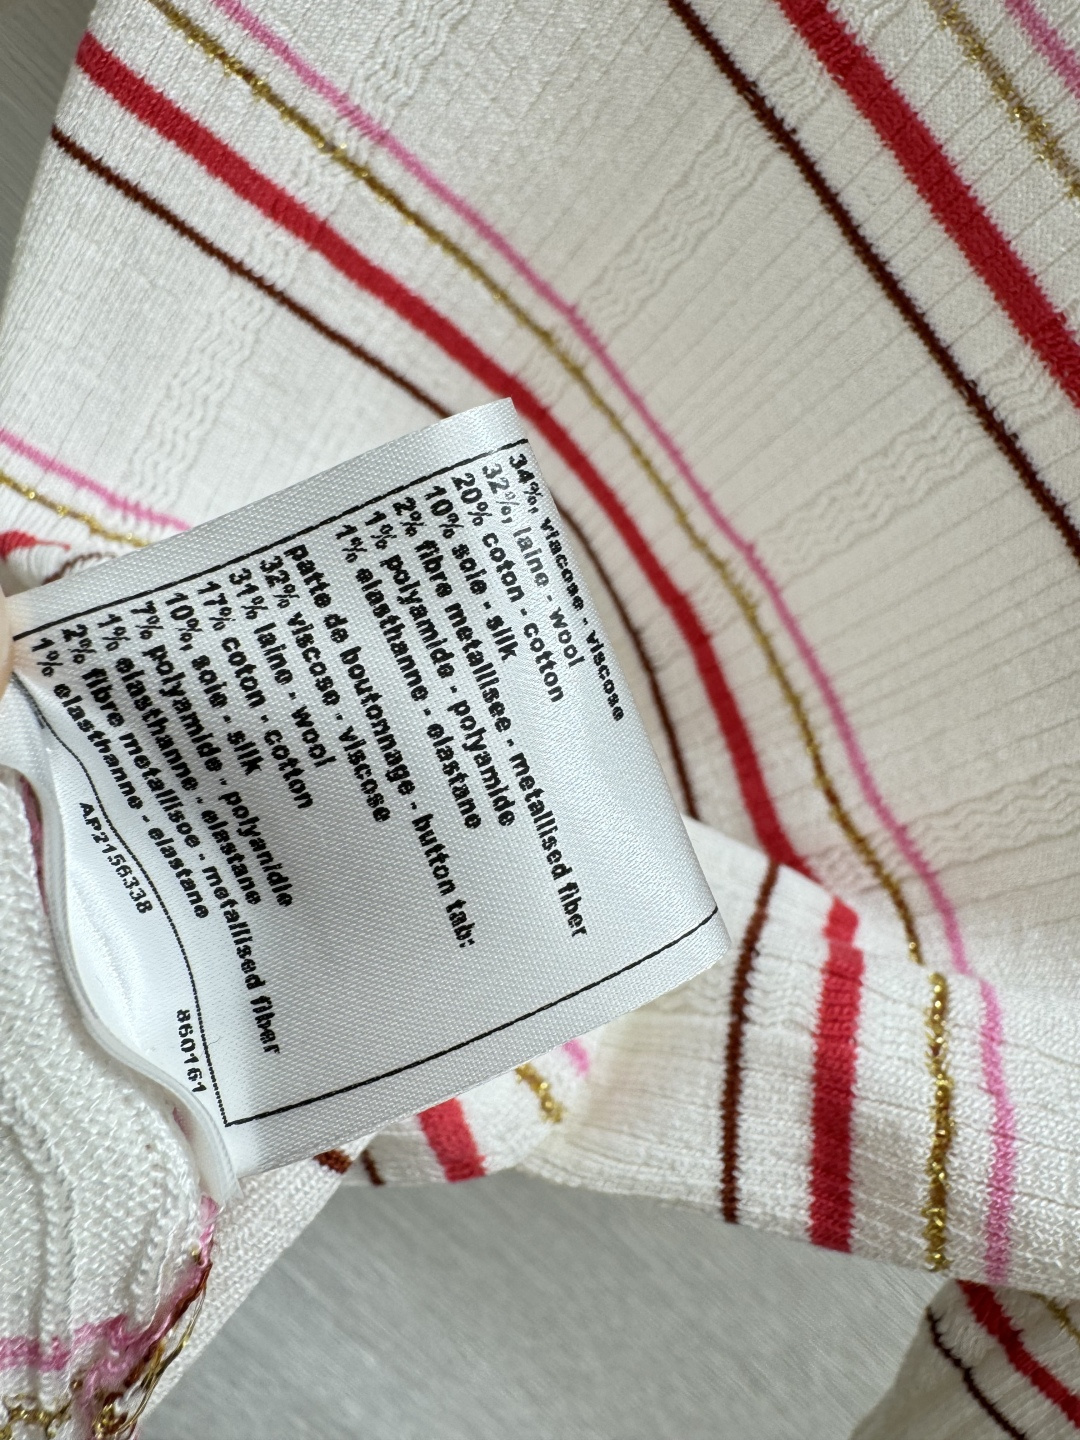 34% viscose - viscose
32% laine - wool
20% coton - cotton
10% soie - silk
2% fibre metallisee - metallised fiber
1% polyamide - polyamide
1% elasthanne - elastane
patte de boutonnage - button tab:
32% viscose - viscose
31% laine - wool
17% coton - cotton
10% soie - silk
7% polyamide - polyamide
1% elasthanne - elastane
2% fibre metallisee - metallised fiber
1% elasthanne - elastane
AP2156338
860161